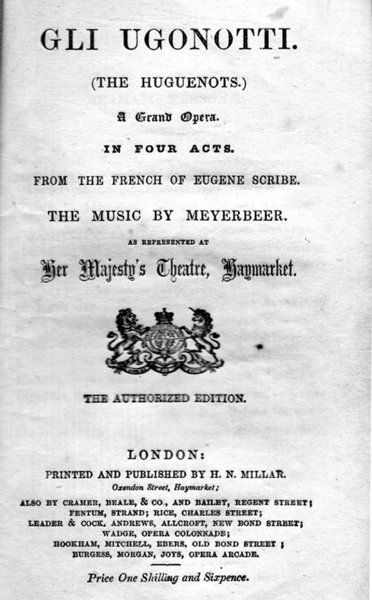 GLI UGONOTTI.
(THE HUGUENOTS.)
A Grand Opera.
IN FOUR ACTS.
FROM THE FRENCH OF EUGENE SCRIBE.
THE MUSIC BY MEYERBEER.
AS REPRESENTED AT
Her Majesty's Theatre, Haymarket.
THE AUTHORIZED EDITION.
LONDON:
PRINTED AND PUBLISHED BY H. N. MILLAR.
Oxendon Street, Haymarket;
ALSO BY CRAMER, BEALE, & CO., AND BAILEY, REGENT STREET;
FENTUM, STRAND; RICE, CHARLES STREET;
LEADER & COCK, ANDREWS, ALLCROFT, NEW BOND STREET;
WADGE, OPERA COLONNADE;
HOOKHAM, MITCHELL, EBERS, OLD BOND STREET;
BURGESS, MORGAN, JOYS, OPERA ARCADE.
Price One Shilling and Sixpence.